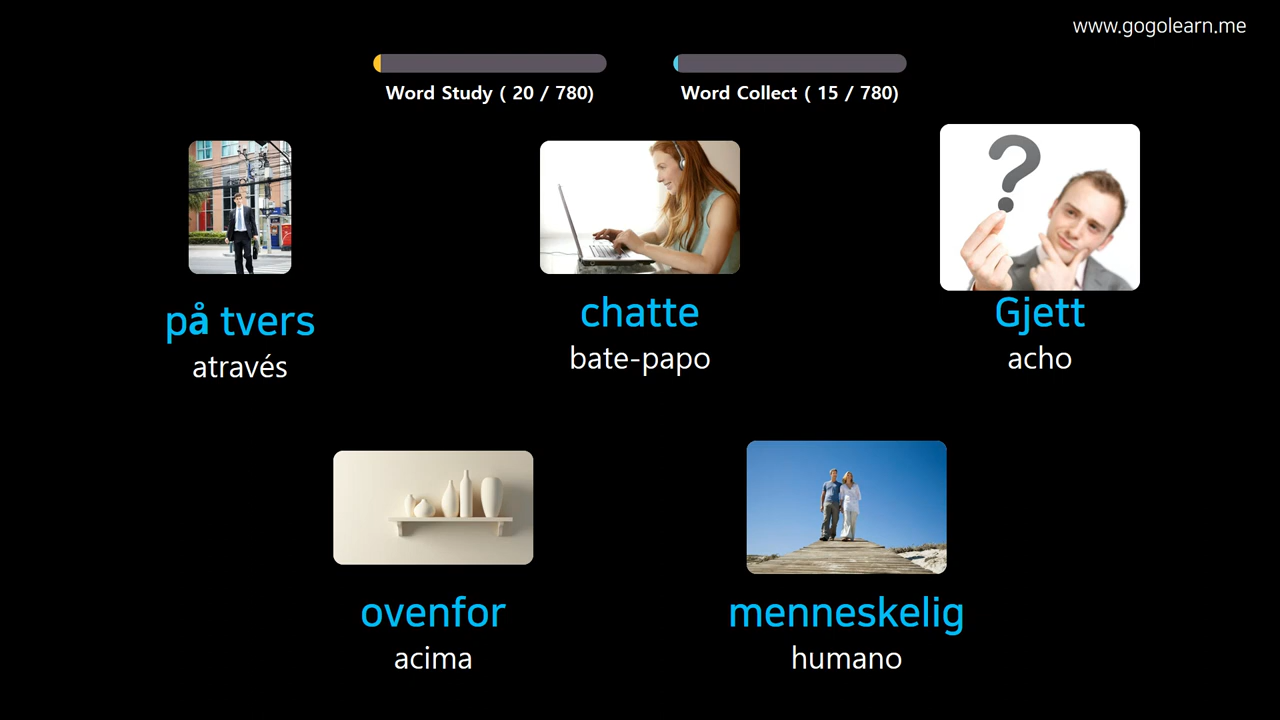 www.gogolearn.me
Word Study ( 20 / 780)
Word Collect ( 15 / 780)
på tvers
através
chatte
bate-papo
Gjett
acho
ovenfor
acima
menneskelig
humano